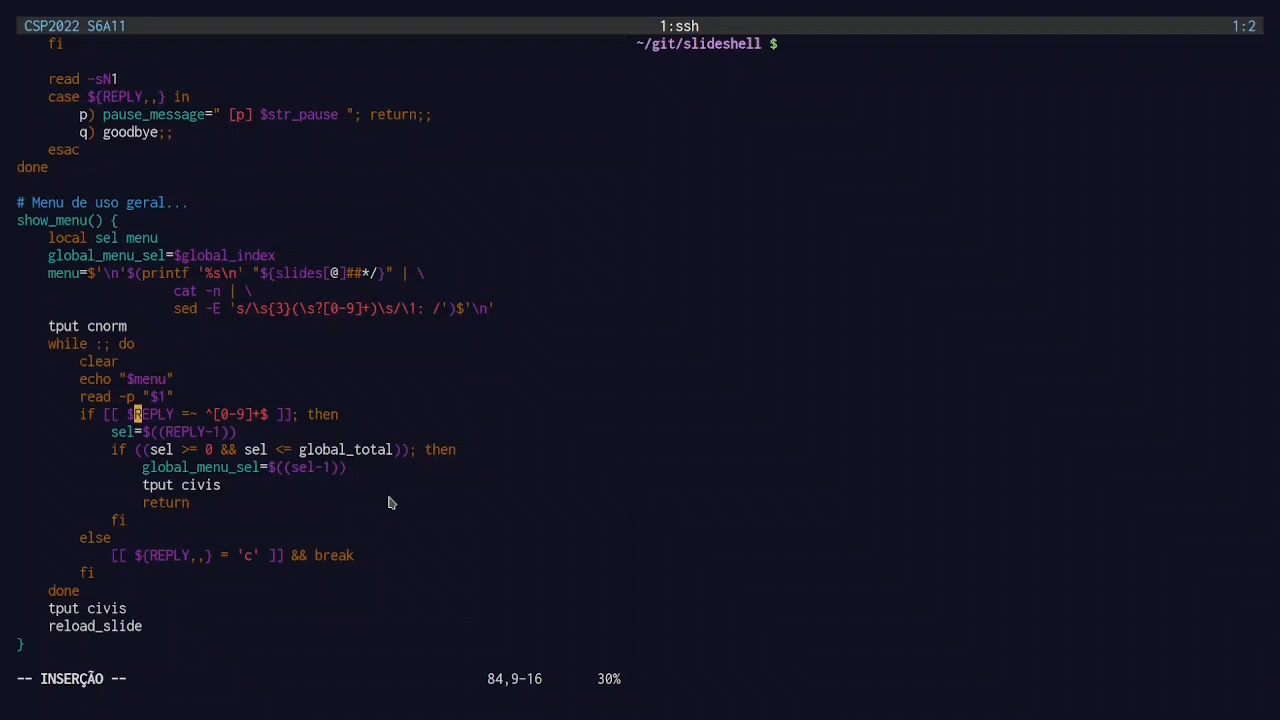 CSP2022 S6A11 1:ssh 1:2
    fi
~/git/slideshell $
    read -sN1
    case ${REPLY,,} in
        p) pause_message=" [p] $str_pause "; return;;
        q) goodbye;;
    esac
done
# Menu de uso geral...
show_menu() {
    local sel menu
    global_menu_sel=$global_index
    menu=$'\n'$(printf '%s\n' "${slides[@]##*/}" | \
                    cat -n | \
                    sed -E 's/\s{3}(\s?[0-9]+)\s/\1: /')$'\n'
    tput cnorm
    while :; do
        clear
        echo "$menu"
        read -p "$1"
        if [[ $REPLY =~ ^[0-9]+$ ]]; then
            sel=$((REPLY-1))
            if ((sel >= 0 && sel <= global_total)); then
                global_menu_sel=$((sel-1))
                tput civis
                return
            fi
        else
            [[ ${REPLY,,} = 'c' ]] && break
        fi
    done
    tput civis
    reload_slide
}
-- INSERÇÃO -- 84,9-16 30%